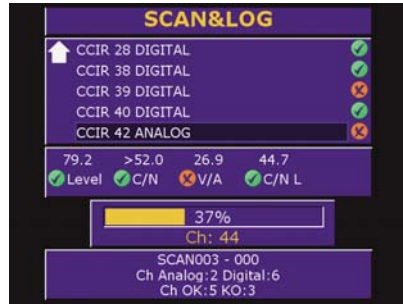 SCAN&LOG
CCIR 28 DIGITAL
CCIR 38 DIGITAL
CCIR 39 DIGITAL
CCIR 40 DIGITAL
CCIR 42 ANALOG
79.2 >52.0 26.9 44.7
Level C/N V/A C/N L
37%
Ch: 44
SCAN003 - 000
Ch Analog:2 Digital:6
Ch OK:5 KO:3